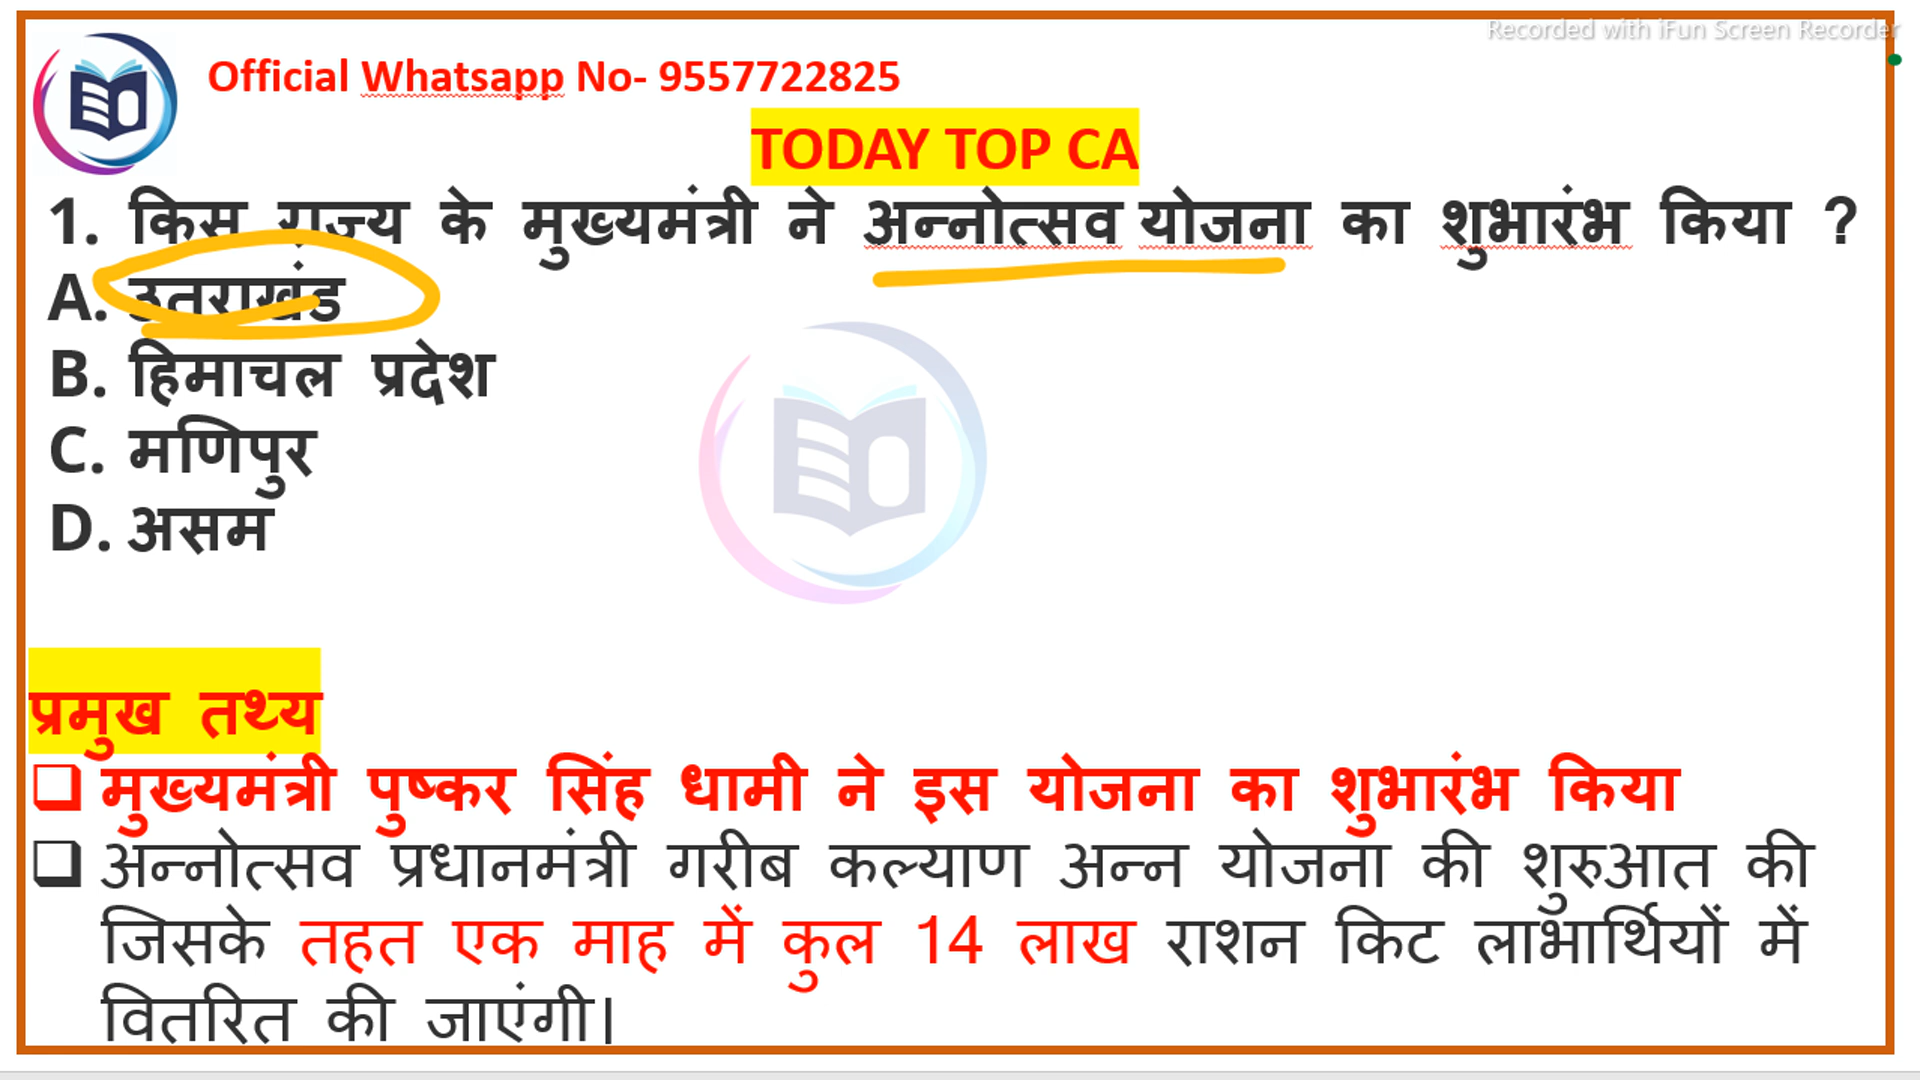 Recorded with iFun Screen Recorder
Official Whatsapp No- 9557722825
TODAY TOP CA
1. किस राज्य के मुख्यमंत्री ने अन्नोत्सव योजना का शुभारंभ किया ?
A. उतराखंड
B. हिमाचल प्रदेश
C. मणिपुर
D. असम
प्रमुख तथ्य
❑ मुख्यमंत्री पुष्कर सिंह धामी ने इस योजना का शुभारंभ किया
❑ अन्नोत्सव प्रधानमंत्री गरीब कल्याण अन्न योजना की शुरुआत की
जिसके तहत एक माह में कुल 14 लाख राशन किट लाभार्थियों में
वितरित की जाएंगी|